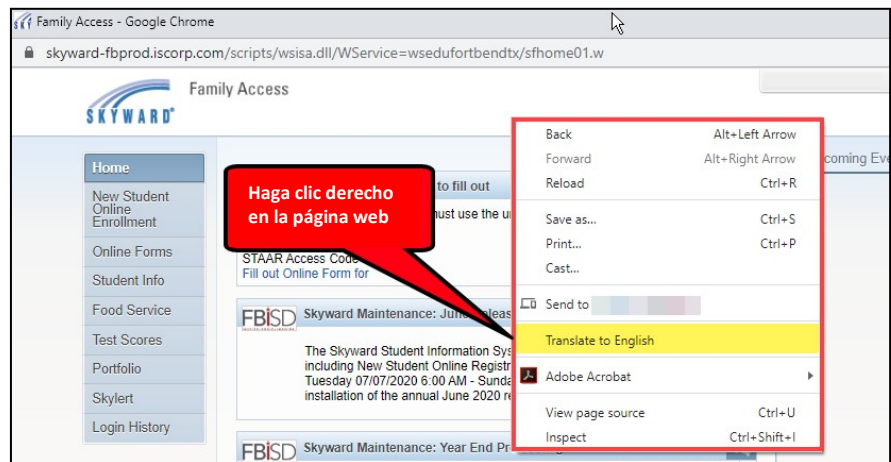 Family Access - Google Chrome
skyward-fbprod.iscorp.com/scripts/wsisa.dll/WService=wsedufortbendtx/sfhome01.w
SKYWARD
Family Access
Home
New Student
Online
Enrollment
Online Forms
Student Info
Food Service
Test Scores
Portfolio
Skylert
Login History
to fill out
must use the
STAAR Access Code
Fill out Online Form for
Haga clic derecho
en la página web
FBISD Skyward Maintenance: June
The Skyward Student Information
including New Student Online
Tuesday 07/07/2020 6:00 AM -
installation of the annual June 2020
FBISD Skyward Maintenance: Year End
Back Alt+Left Arrow
Forward Alt+Right Arrow
Reload Ctrl+R
Save as... Ctrl+S
Print... Ctrl+P
Cast...
Send to
Translate to English
Adobe Acrobat
View page source Ctrl+U
Inspect Ctrl+Shift+I